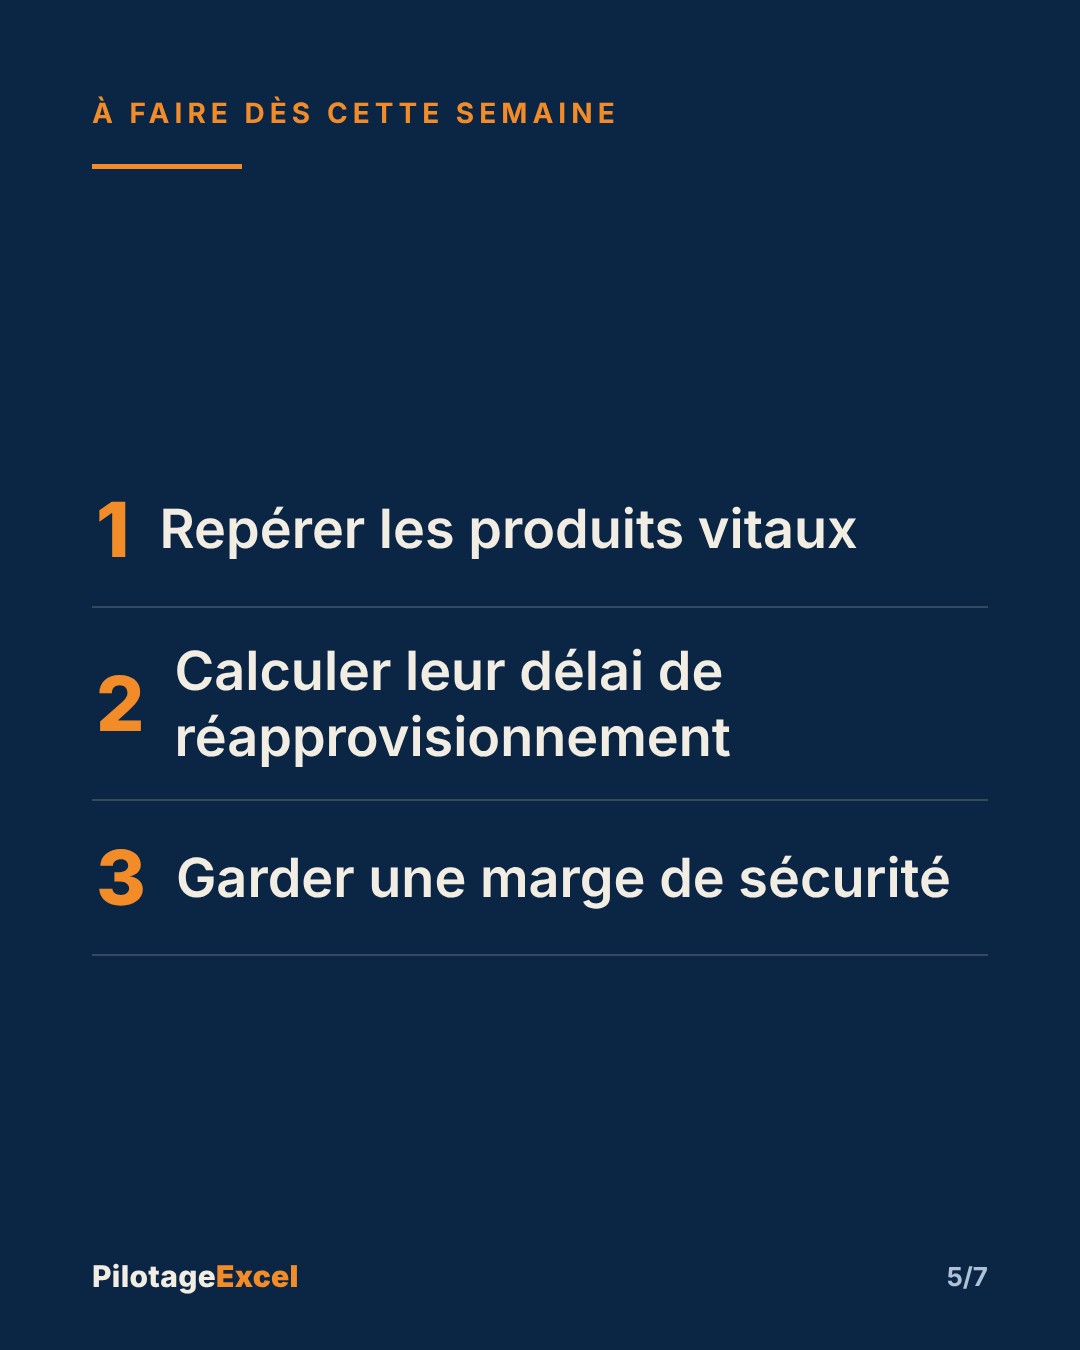 À FAIRE DÈS CETTE SEMAINE
1 Repérer les produits vitaux
2 Calculer leur délai de
réapprovisionnement
3 Garder une marge de sécurité
PilotageExcel
5/7